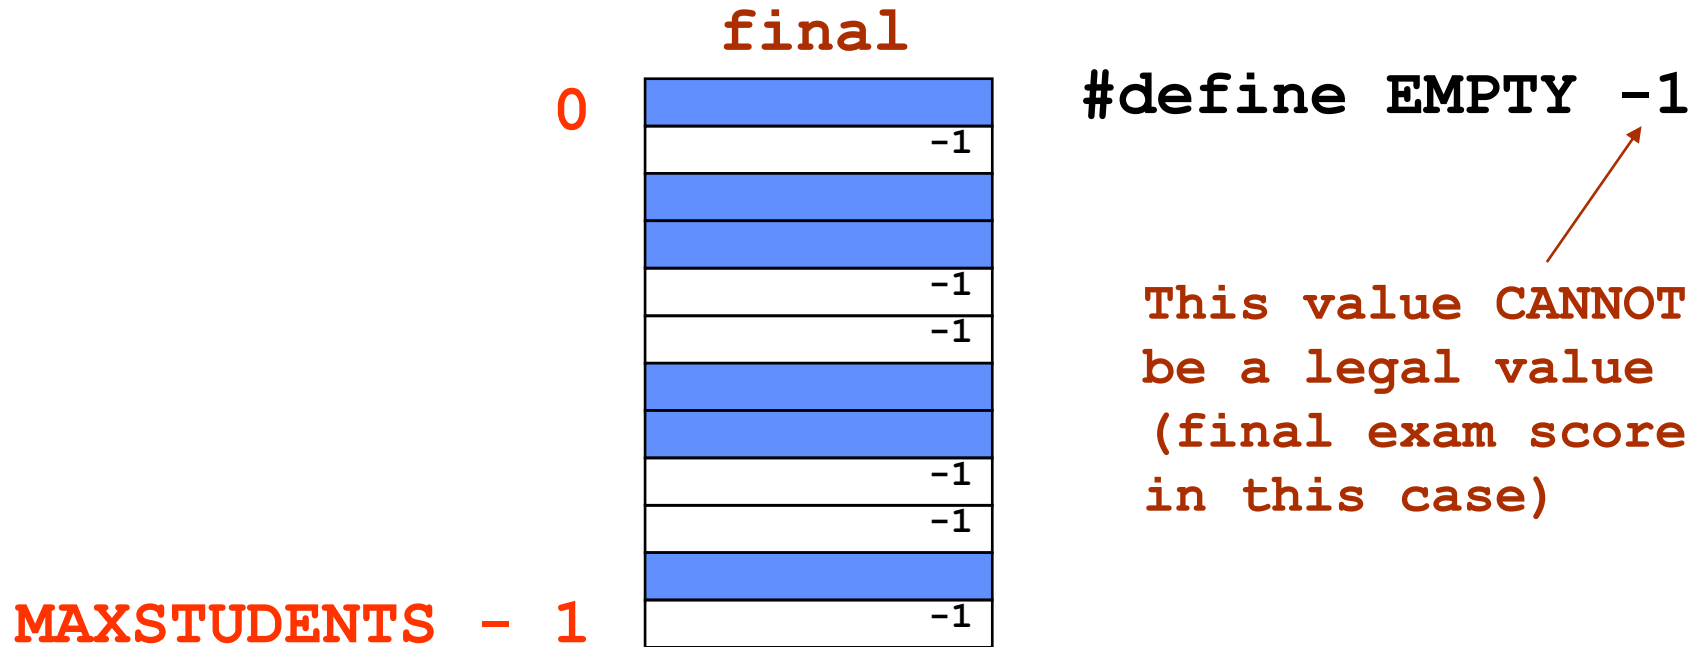 final
0
#define EMPTY -1
-1
-1
-1
This value CANNOT
be a legal value
(final exam score
in this case)
-1
-1
MAXSTUDENTS - 1
-1